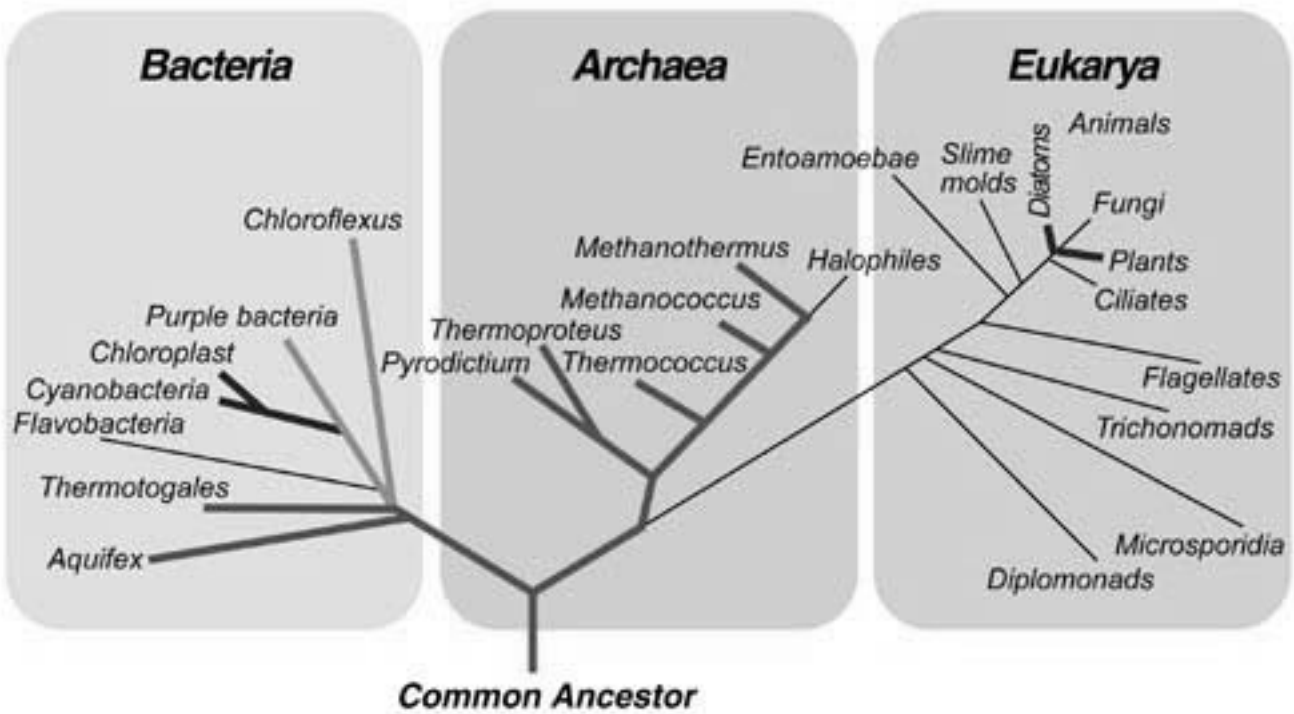 Bacteria
Archaea
Eukarya
Chloroflexus
Purple bacteria
Chloroplast
Cyanobacteria
Flavobacteria
Thermotogales
Aquifex
Methanothermus
Halophiles
Methanococcus
Thermoproteus
Pyrodictium
Thermococcus
Entoamoebae
Slime
molds
Diatoms
Animals
Fungi
Plants
Ciliates
Flagellates
Trichonomads
Microsporidia
Diplomonads
Common Ancestor